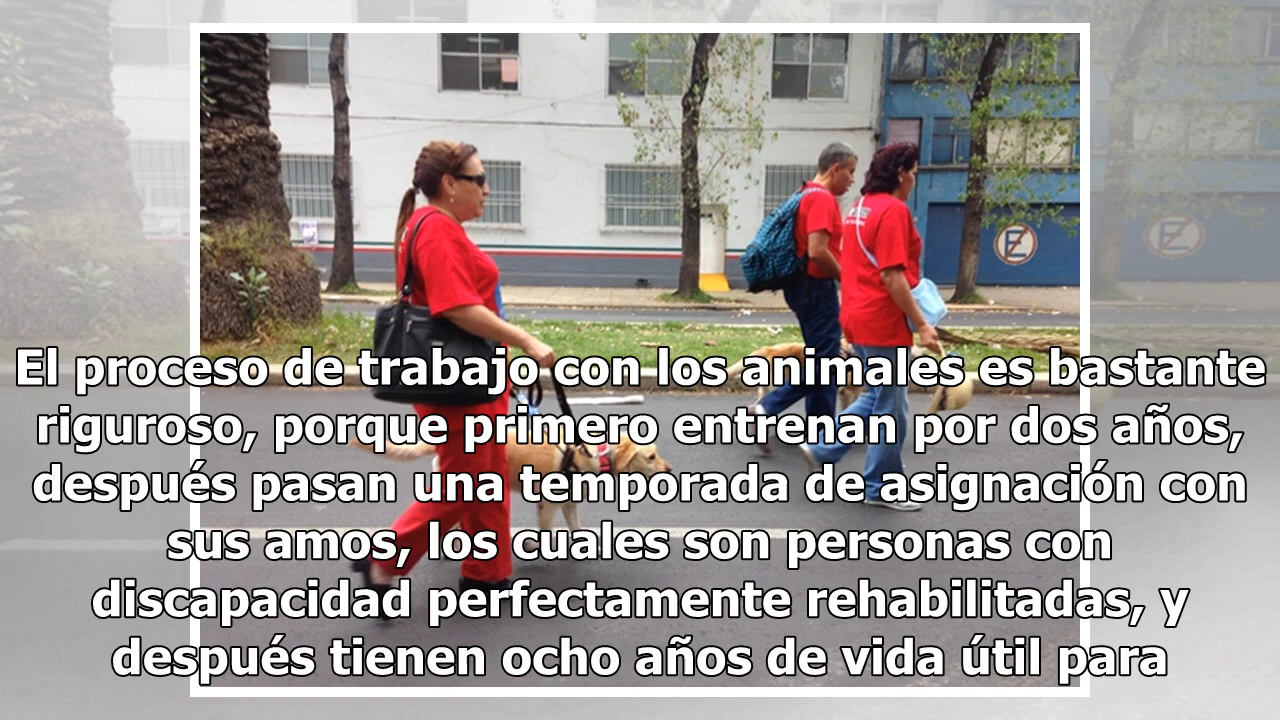 El proceso de trabajo con los animales es bastante
riguroso, porque primero entrenan por dos años,
después pasan una temporada de asignación con
sus amos, los cuales son personas con
discapacidad perfectamente rehabilitadas, y
después tienen ocho años de vida útil para
E
E